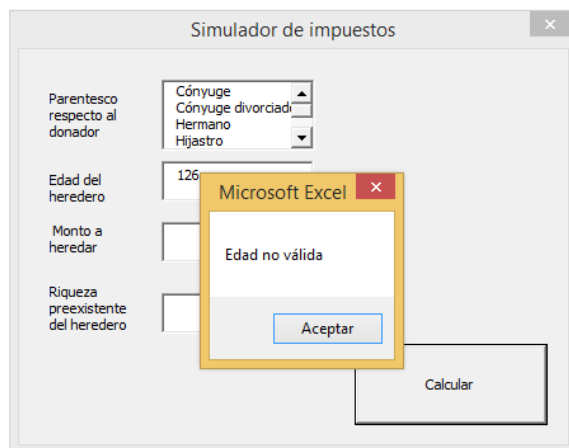 Simulador de impuestos
Parentesco
respecto al
donador
Cónyuge
Cónyuge divorciad
Hermano
Hijastro
Edad del
heredero
126
Microsoft Excel
Edad no válida
Aceptar
Monto a
heredar
Riqueza
preexistente
del heredero
Calcular